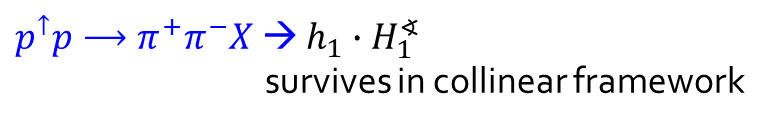 p↑p ⟶ π⁺π⁻X → h₁ · H₁∢
survives in collinear framework